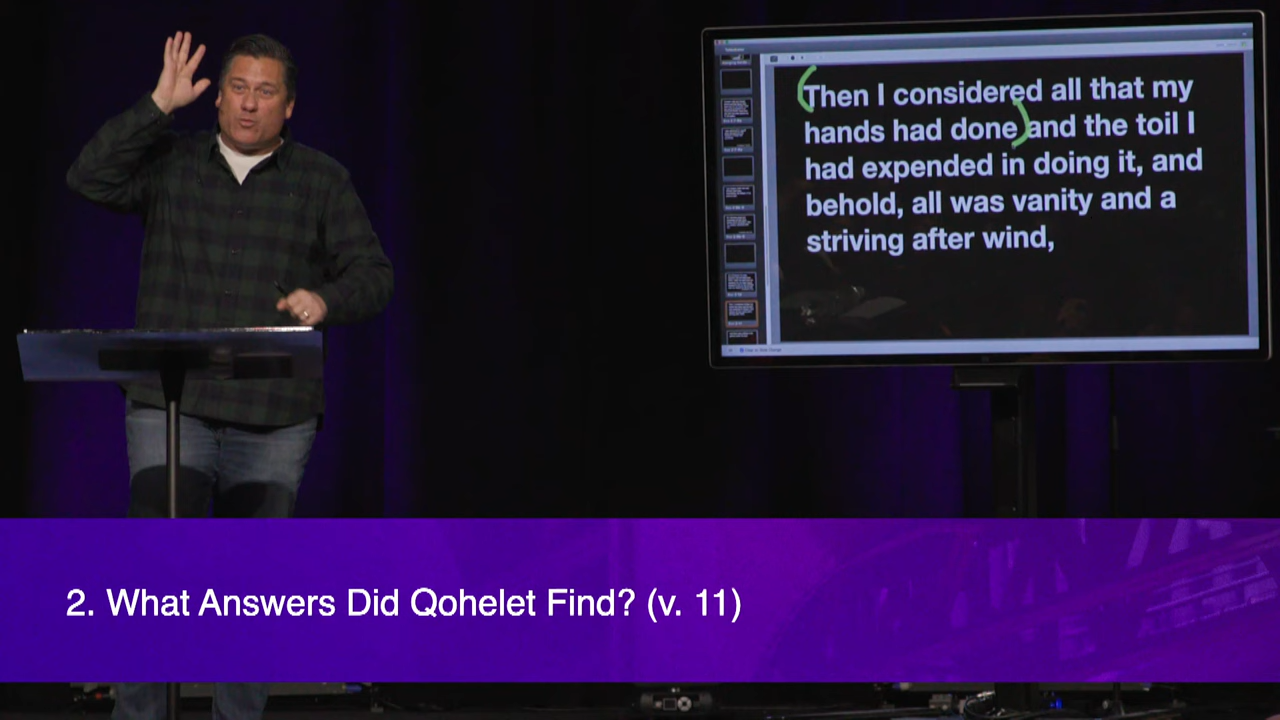 Then I considered all that my
hands had done and the toil I
had expended in doing it, and
behold, all was vanity and a
striving after wind,
2. What Answers Did Qohelet Find? (v. 11)